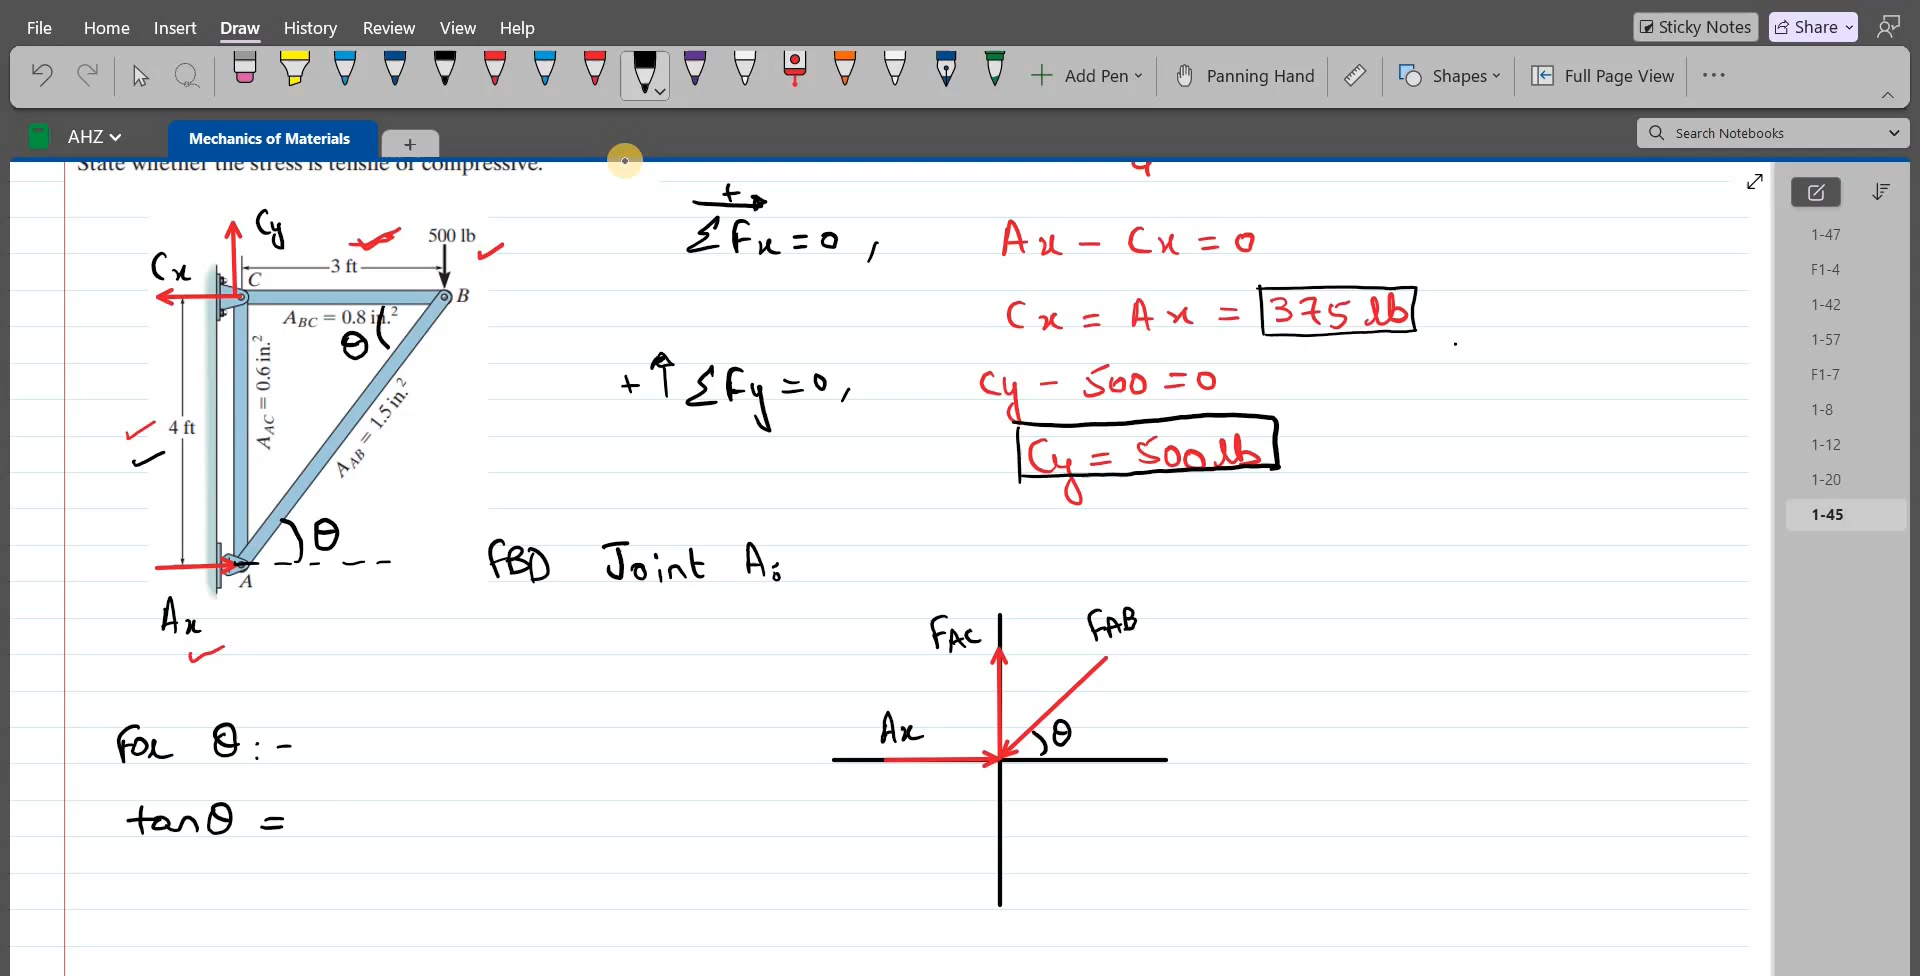 File Home Insert Draw History Review View Help
Sticky Notes Share
Add Pen Panning Hand Shapes Full Page View
AHZ Mechanics of Materials + Search Notebooks
State whether the stress is tensile or compressive.
Cy
Cx
500 lb
3 ft
C
B
A_BC = 0.8 in.²
θ
A_AC = 0.6 in.²
A_AB = 1.5 in.²
4 ft
θ
A
Ax
+
ΣFx = 0, Ax - Cx = 0
Cx = Ax = 375 lb
+ ↑ ΣFy = 0, Cy - 500 = 0
Cy = 500 lb
FBD Joint A:
FAC FAB
Ax θ
For θ :-
tanθ =
1-47
F1-4
1-42
1-57
F1-7
1-8
1-12
1-20
1-45